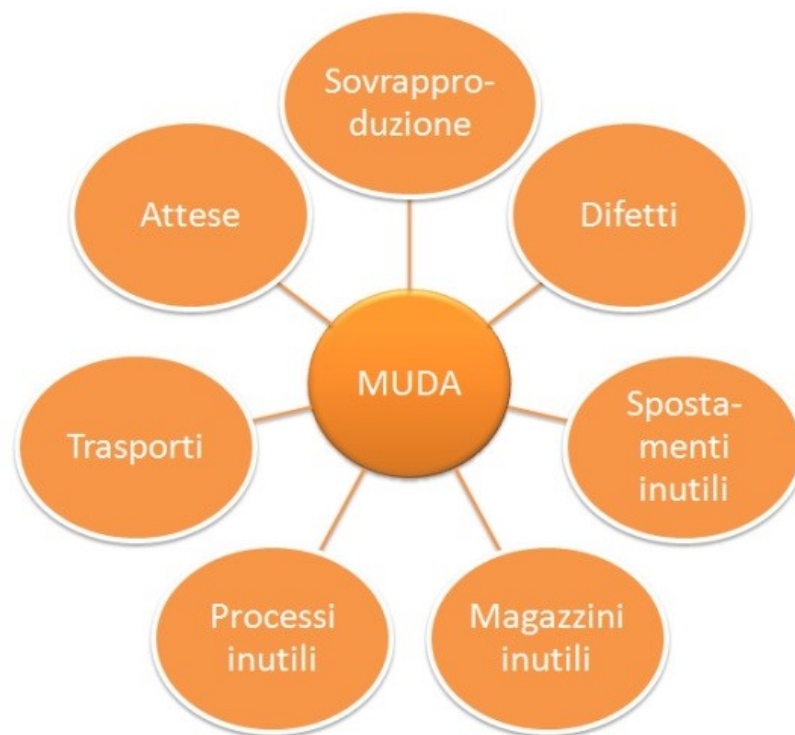 Sovrappro-
duzione
Attese
Difetti
MUDA
Trasporti
Sposta-
menti
inutili
Processi
inutili
Magazzini
inutili